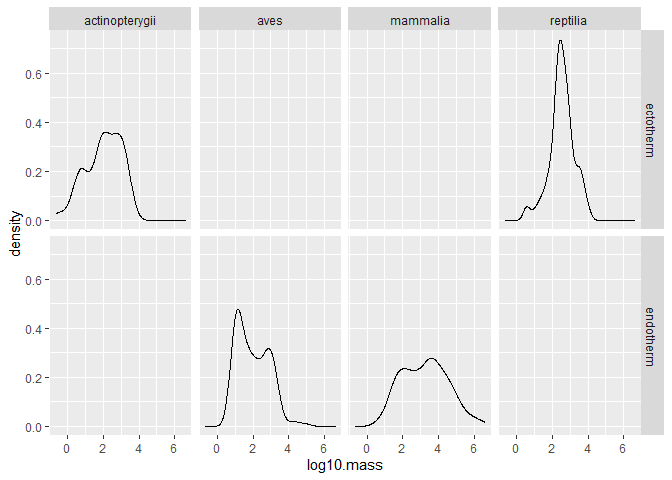 actinopterygii aves mammalia reptilia
0.6
0.4
0.2
0.0
ectotherm
density
0.6
0.4
0.2
0.0
endotherm
0 2 4 6 0 2 4 6 0 2 4 6 0 2 4 6
log10.mass